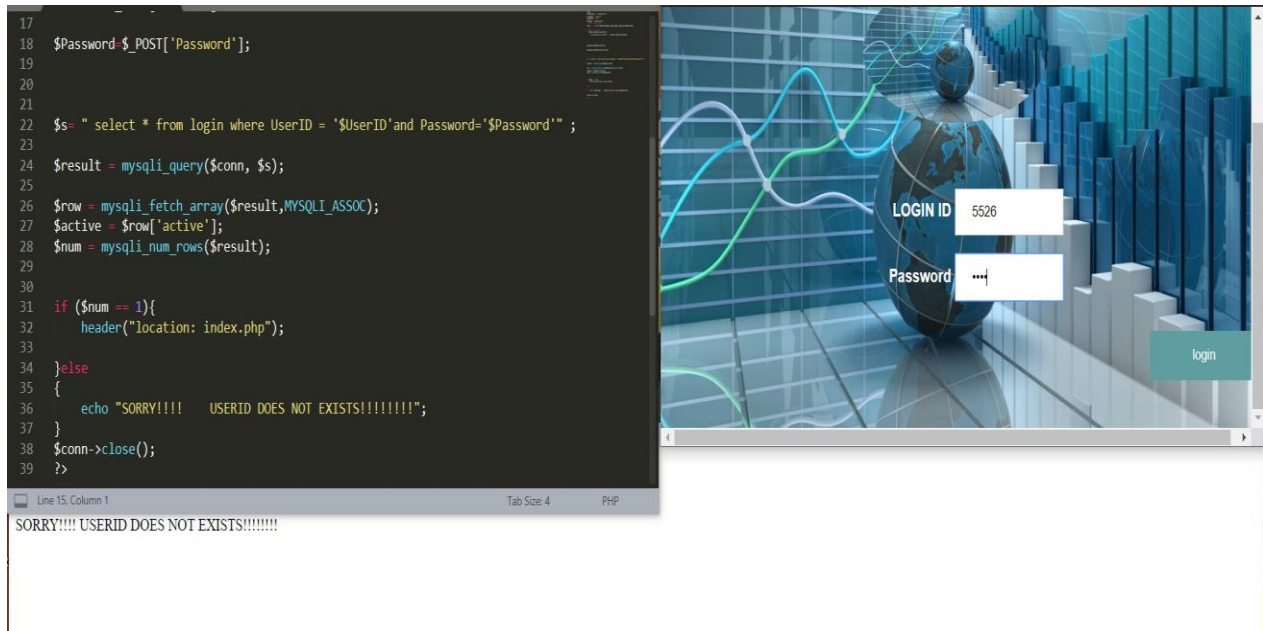 17
18 $Password=$_POST['Password'];
19
20
21
22 $s= " select * from login where UserID = '$UserID'and Password='$Password'" ;
23
24 $result = mysqli_query($conn, $s);
25
26 $row = mysqli_fetch_array($result,MYSQLI_ASSOC);
27 $active = $row['active'];
28 $num = mysqli_num_rows($result);
29
30
31 if ($num == 1){
32     header("location: index.php");
33
34 }else
35 {
36     echo "SORRY!!!!    USERID DOES NOT EXISTS!!!!!!!!";
37 }
38 $conn->close();
39 ?>
Line 15, Column 1 Tab Size: 4 PHP
LOGIN ID 5526
Password ••••
login
SORRY!!!! USERID DOES NOT EXISTS!!!!!!!!